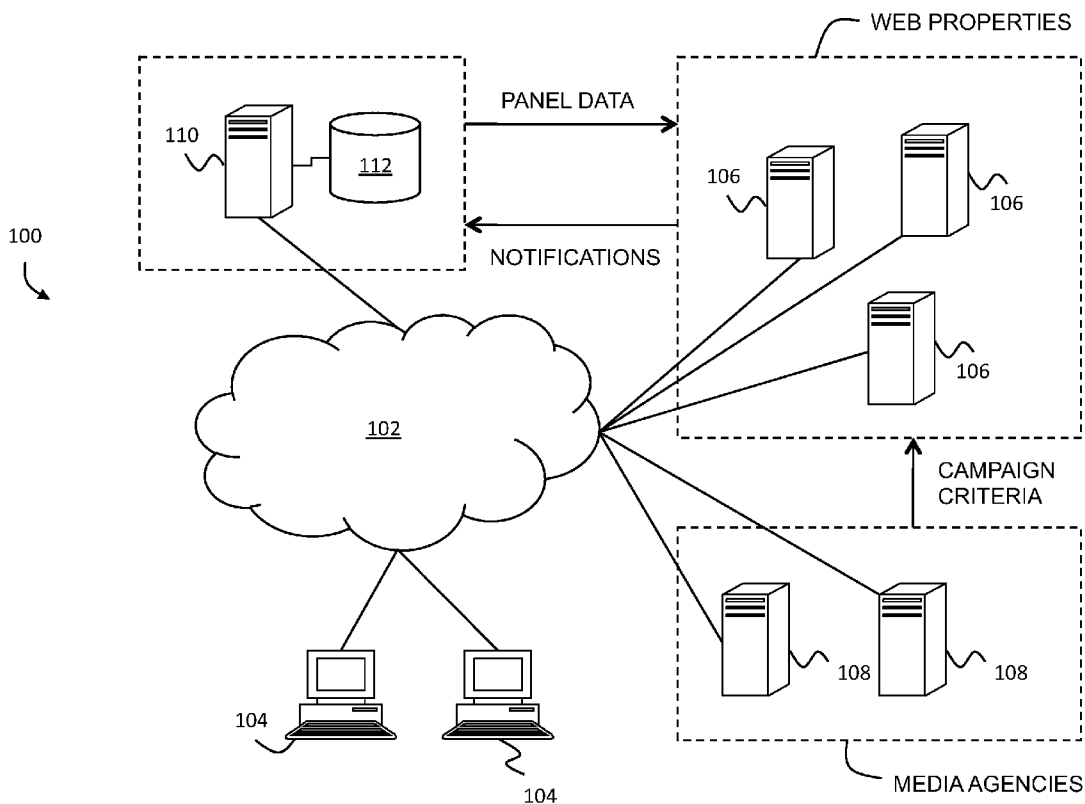 WEB PROPERTIES
PANEL DATA
110
112
106
106
100
NOTIFICATIONS
106
102
CAMPAIGN
CRITERIA
108
108
104
104
MEDIA AGENCIES